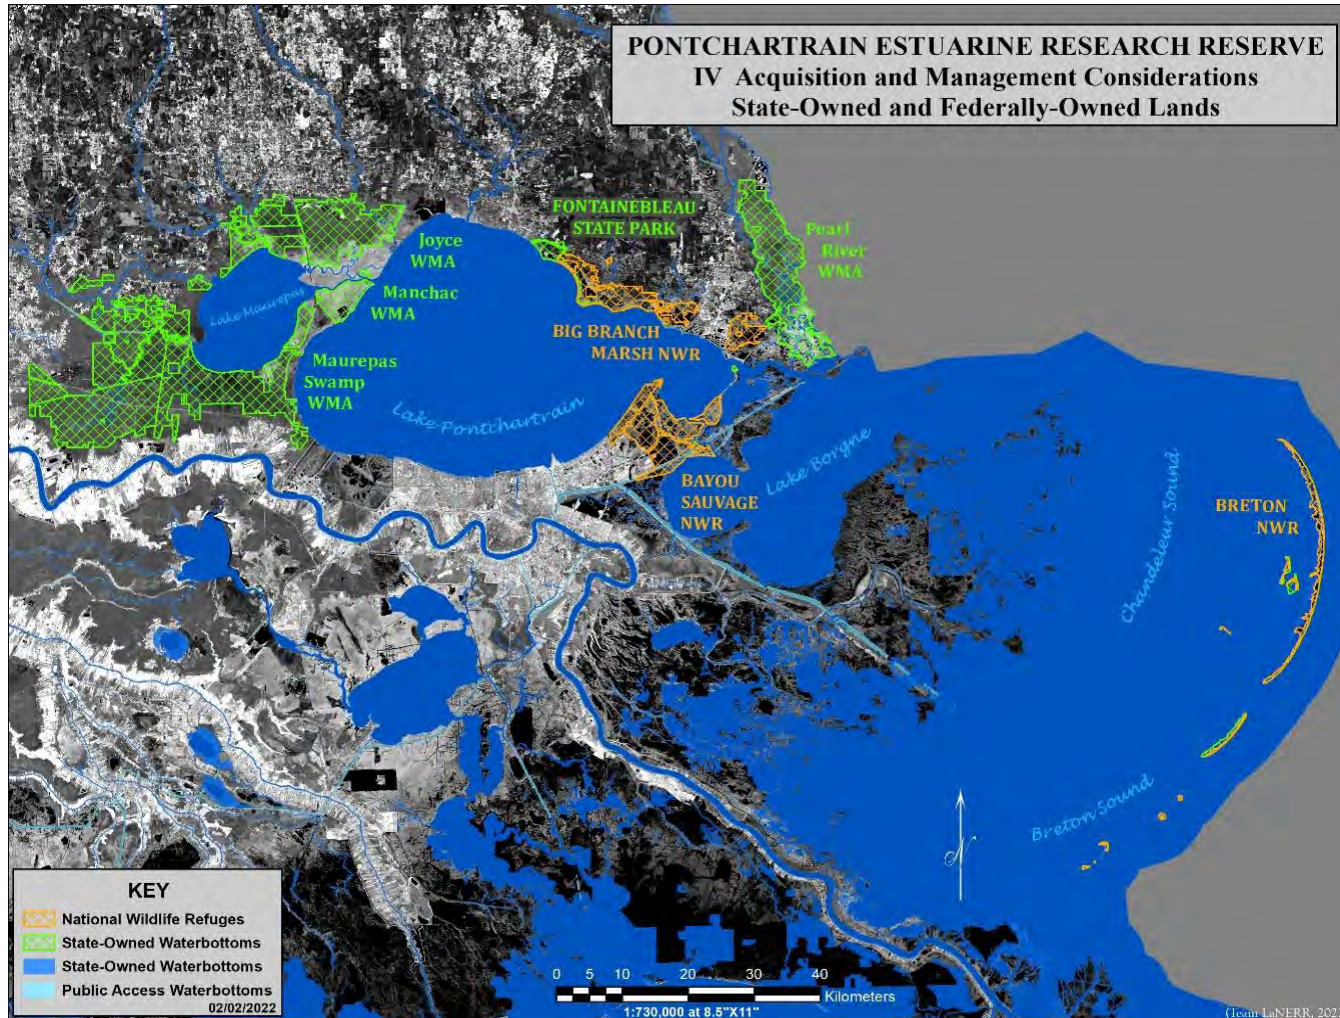 PONTCHARTRAIN ESTUARINE RESEARCH RESERVE
IV Acquisition and Management Considerations
State-Owned and Federally-Owned Lands
FONTAINEBLEAU
STATE PARK
Pearl
River
WMA
Joyce
WMA
Manchac
WMA
Lake Maurepas
BIG BRANCH
MARSH NWR
Maurepas
Swamp
WMA
Lake Pontchartrain
Lake Borgne
BAYOU
SAUVAGE
NWR
Chandeleur Sound
BRETON
NWR
Breton Sound
N
KEY
National Wildlife Refuges
State-Owned Waterbottoms
State-Owned Waterbottoms
Public Access Waterbottoms
02/02/2022
0 5 10 20 30 40
Kilometers
1:730,000 at 8.5"X11"
(Team LaNERR, 202